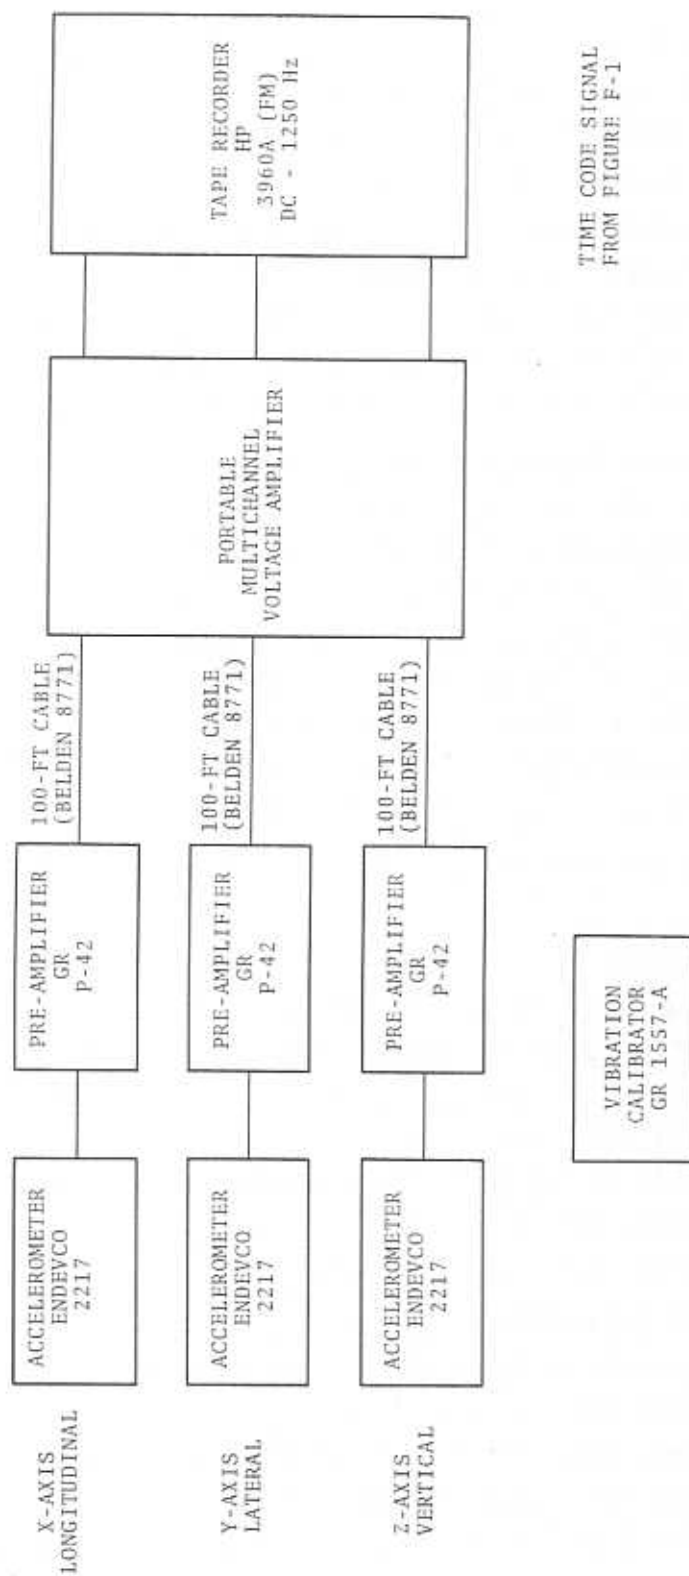 X-AXIS
LONGITUDINAL
ACCELEROMETER
ENDEVCO
2217
PRE-AMPLIFIER
GR
P-42
100-FT CABLE
(BELDEN 8771)
Y-AXIS
LATERAL
ACCELEROMETER
ENDEVCO
2217
PRE-AMPLIFIER
GR
P-42
100-FT CABLE
(BELDEN 8771)
Z-AXIS
VERTICAL
ACCELEROMETER
ENDEVCO
2217
PRE-AMPLIFIER
GR
P-42
100-FT CABLE
(BELDEN 8771)
PORTABLE
MULTICHANNEL
VOLTAGE AMPLIFIER
TAPE RECORDER
HP
3960A (FM)
DC - 1250 Hz
VIBRATION
CALIBRATOR
GR 1557-A
TIME CODE SIGNAL
FROM FIGURE F-1